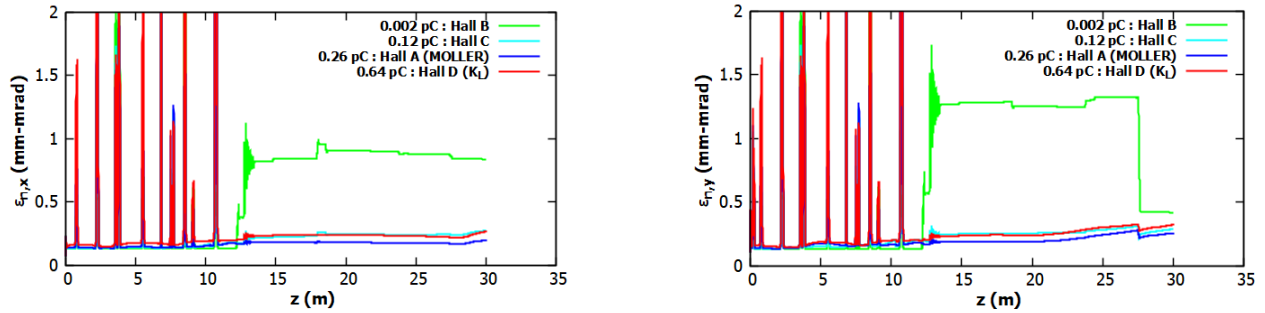 2
1.5
1
0.5
0
0 5 10 15 20 25 30 35
εn,x (mm-mrad)
z (m)
0.002 pC : Hall B
0.12 pC : Hall C
0.26 pC : Hall A (MOLLER)
0.64 pC : Hall D (KL)
2
1.5
1
0.5
0
0 5 10 15 20 25 30 35
εn,y (mm-mrad)
z (m)
0.002 pC : Hall B
0.12 pC : Hall C
0.26 pC : Hall A (MOLLER)
0.64 pC : Hall D (KL)